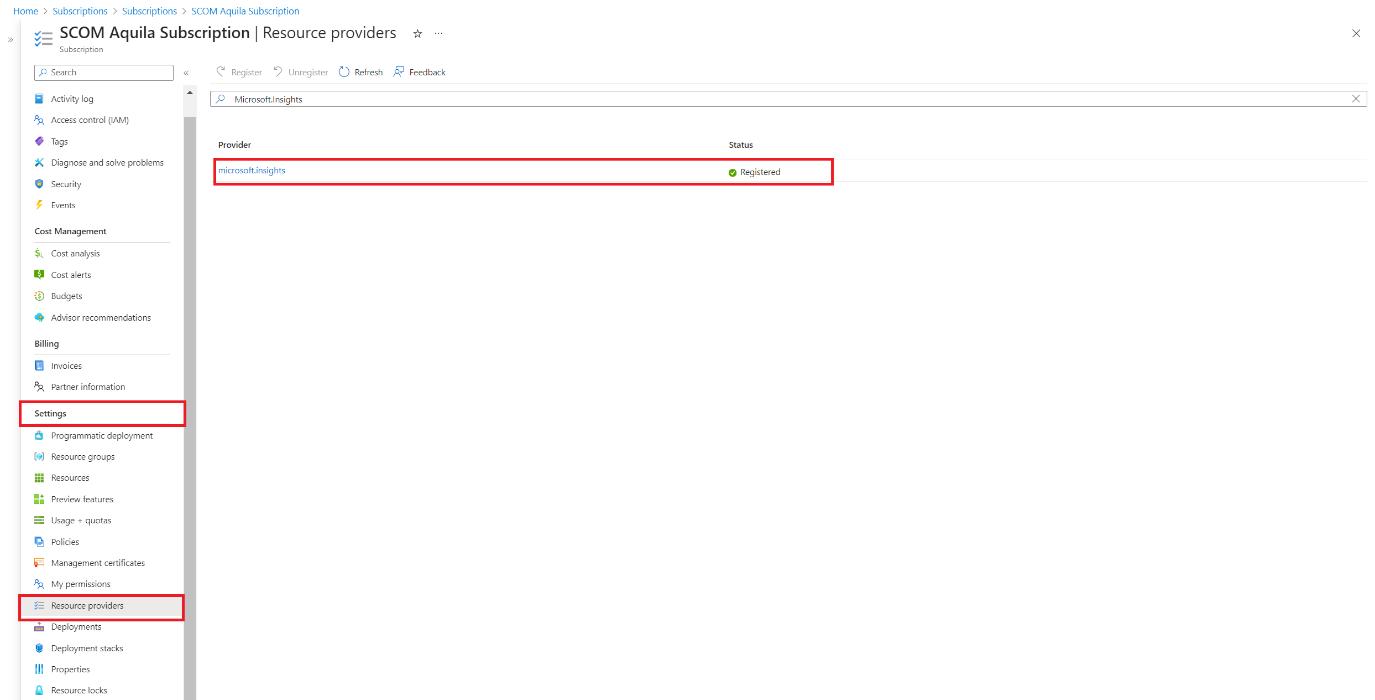 Home > Subscriptions > Subscriptions > SCOM Aquila Subscription
SCOM Aquila Subscription | Resource providers
Subscription
Search
Register Unregister Refresh Feedback
Microsoft.Insights
Activity log
Access control (IAM)
Tags
Diagnose and solve problems
Security
Events
Cost Management
Cost analysis
Cost alerts
Budgets
Advisor recommendations
Billing
Invoices
Partner information
Settings
Programmatic deployment
Resource groups
Resources
Preview features
Usage + quotas
Policies
Management certificates
My permissions
Resource providers
Deployments
Deployment stacks
Properties
Resource locks
Provider Status
microsoft.insights Registered